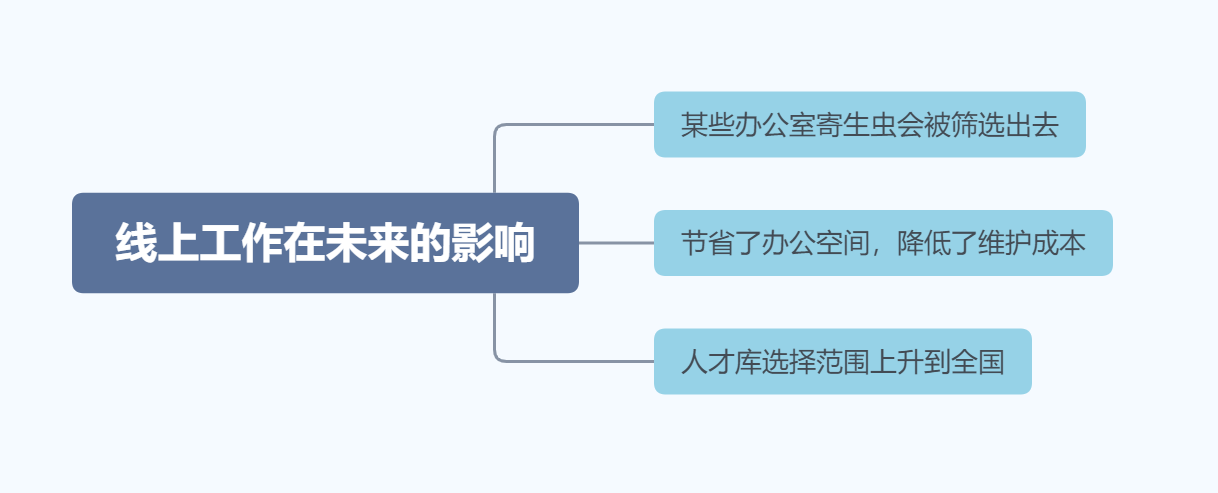 线上工作在未来的影响
某些办公室寄生虫会被筛选出去
节省了办公空间，降低了维护成本
人才库选择范围上升到全国